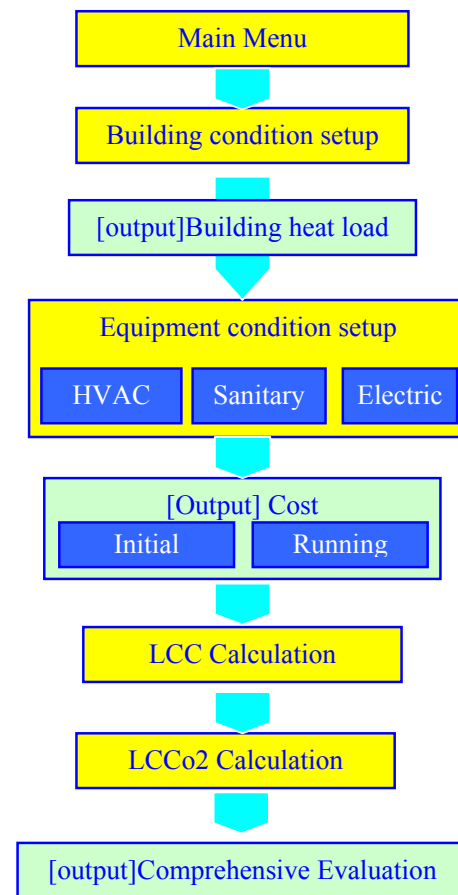 Main Menu
Building condition setup
[output]Building heat load
Equipment condition setup
HVAC Sanitary Electric
[Output] Cost
Initial Running
LCC Calculation
LCCo2 Calculation
[output]Comprehensive Evaluation